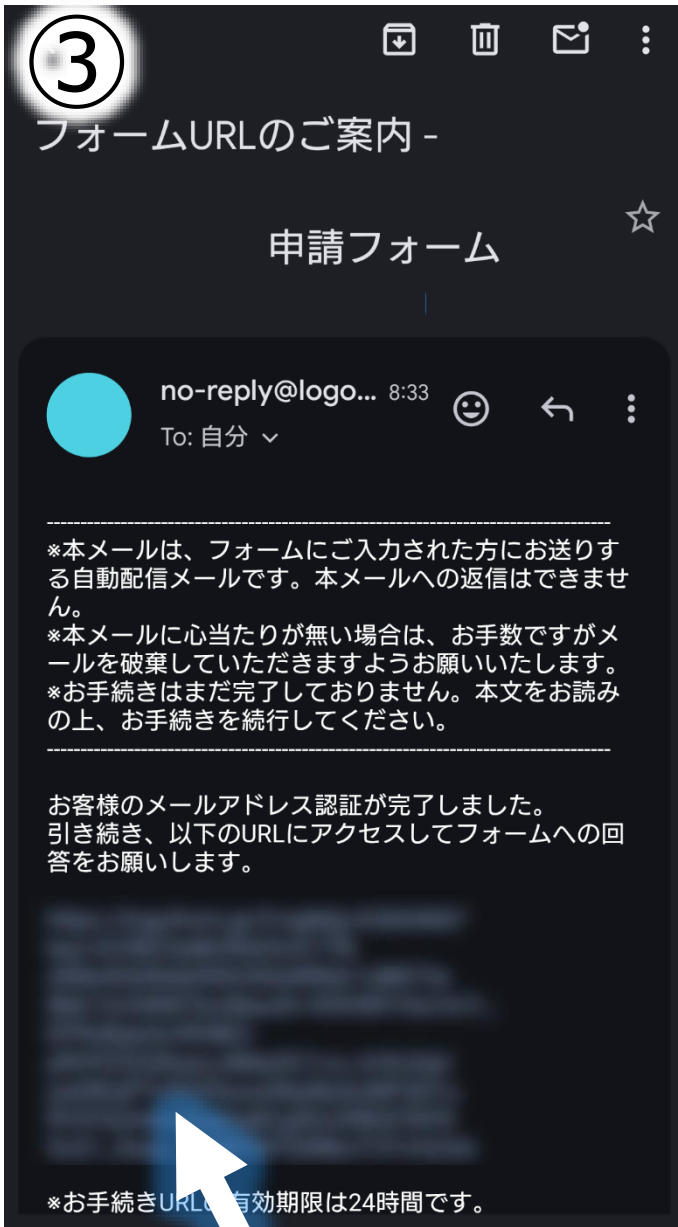 ③
フォームURLのご案内 -
申請フォーム
no-reply@logo... 8:33
To: 自分
※本メールは、フォームにご入力された方にお送りす
る自動配信メールです。本メールへの返信はできませ
ん。
※本メールに心当たりが無い場合は、お手数ですがメ
ールを破棄していただきますようお願いいたします。
※お手続きはまだ完了しておりません。本文をお読み
の上、お手続きを続行してください。
お客様のメールアドレス認証が完了しました。
引き続き、以下のURLにアクセスしてフォームへの回
答をお願いします。
※お手続きURLの有効期限は24時間です。